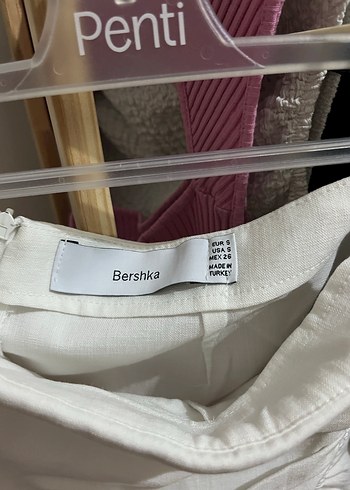 Penti
Bershka
EUR S
USA S
MEX 26
MADE IN
TURKEY